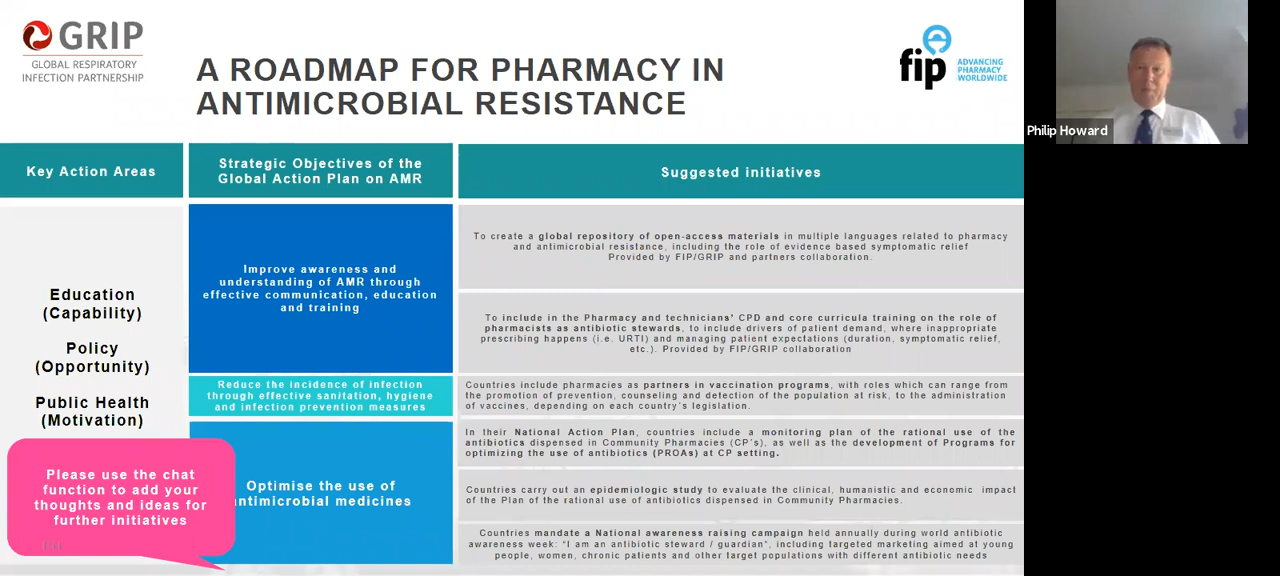 GRIP
GLOBAL RESPIRATORY
INFECTION PARTNERSHIP
A ROADMAP FOR PHARMACY IN
ANTIMICROBIAL RESISTANCE
fip
ADVANCING
PHARMACY
WORLDWIDE
Philip Howard
Key Action Areas
Strategic Objectives of the
Global Action Plan on AMR
Suggested initiatives
Education
(Capability)
Policy
(Opportunity)
Public Health
(Motivation)
Please use the chat
function to add your
thoughts and ideas for
further initiatives
Improve awareness and
understanding of AMR through
effective communication, education
and training
To create a global repository of open-access materials in multiple languages related to pharmacy
and antimicrobial resistance, including the role of evidence based symptomatic relief
Provided by FIP/GRIP and partners collaboration.
To include in the Pharmacy and technicians' CPD and core curricula training on the role of
pharmacists as antibiotic stewards, to include drivers of patient demand, where inappropriate
prescribing happens (i.e. URTI) and managing patient expectations (duration, symptomatic relief,
etc.). Provided by FIP/GRIP collaboration
Reduce the incidence of infection
through effective sanitation, hygiene
and infection prevention measures
Countries include pharmacies as partners in vaccination programs, with roles which can range from
the promotion of prevention, counseling and detection of the population at risk, to the administration
of vaccines, depending on each country´s legislation.
Optimise the use of
antimicrobial medicines
In their National Action Plan, countries include a monitoring plan of the rational use of the
antibiotics dispensed in Community Pharmacies (CP´s), as well as the development of Programs for
optimizing the use of antibiotics (PROAs) at CP setting.
Countries carry out an epidemiologic study to evaluate the clinical, humanistic and economic impact
of the Plan of the rational use of antibiotics dispensed in Community Pharmacies.
Countries mandate a National awareness raising campaign held annually during world antibiotic
awareness week: "I am an antibiotic steward / guardian", including targeted marketing aimed at young
people, women, chronic patients and other target populations with different antibiotic needs